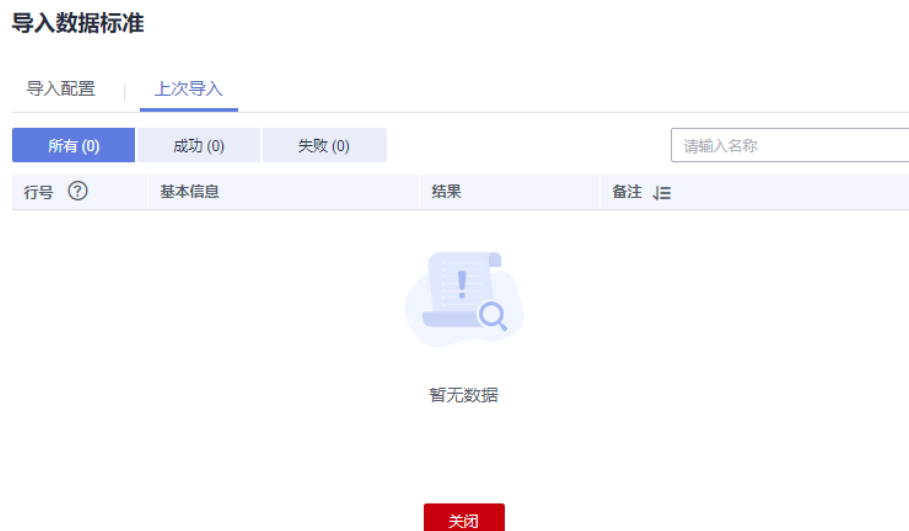 导入数据标准
导入配置 上次导入
所有 (0) 成功 (0) 失败 (0) 请输入名称
行号 基本信息 结果 备注
暂无数据
关闭